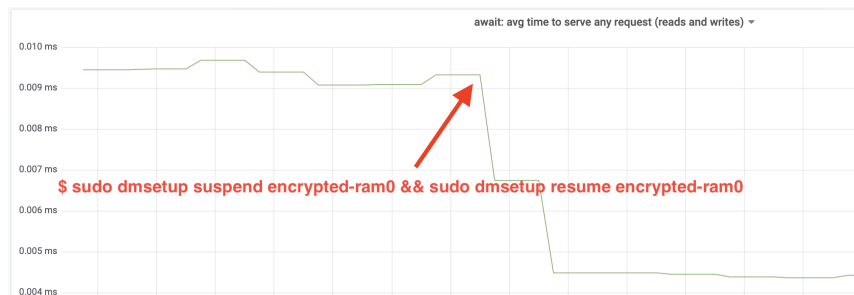 await: avg time to serve any request (reads and writes)
0.010 ms
0.009 ms
0.008 ms
0.007 ms
$ sudo dmsetup suspend encrypted-ram0 && sudo dmsetup resume encrypted-ram0
0.006 ms
0.005 ms
0.004 ms